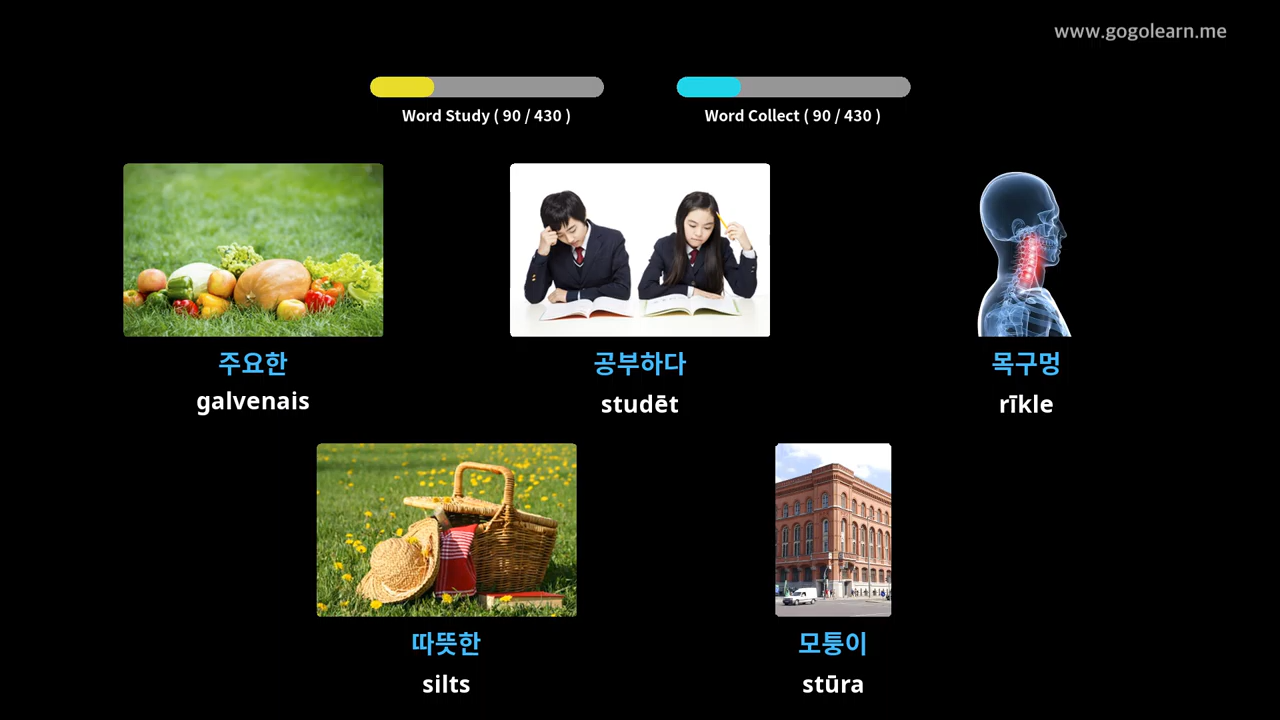 www.gogolearn.me
Word Study ( 90 / 430 )
Word Collect ( 90 / 430 )
주요한
galvenais
공부하다
studēt
목구멍
rīkle
따뜻한
silts
모퉁이
stūra